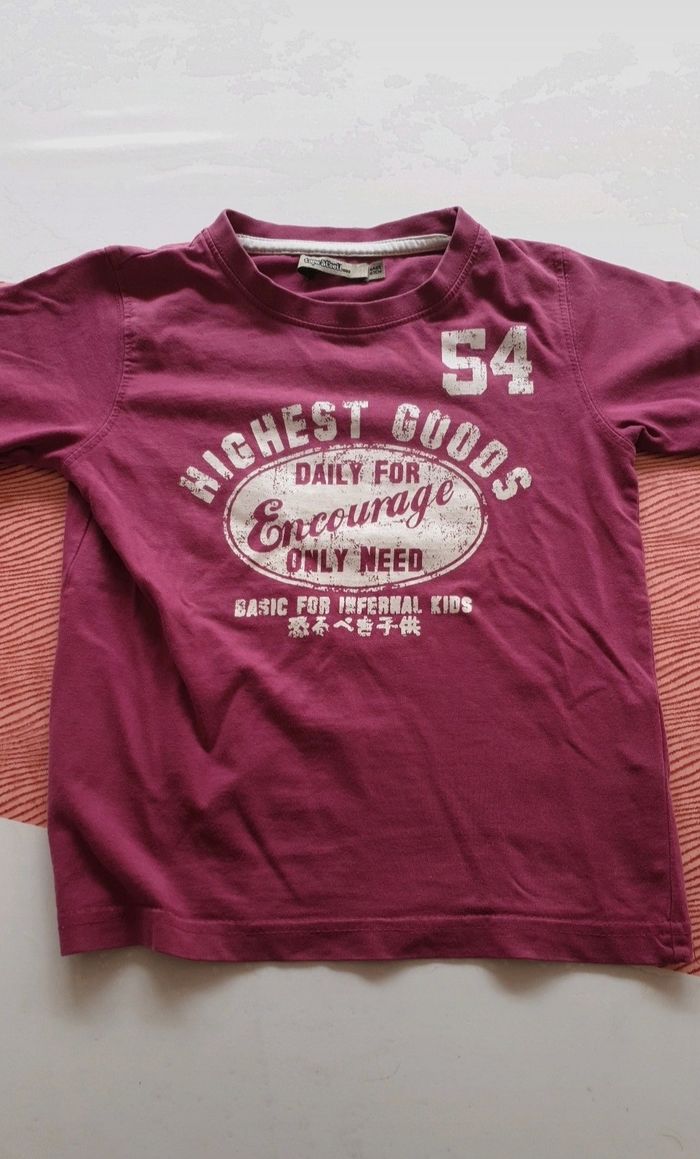 54
HIGHEST GOODS
DAILY FOR
Encourage
ONLY NEED
BASIC FOR INFERNAL KIDS
恐るべき子供